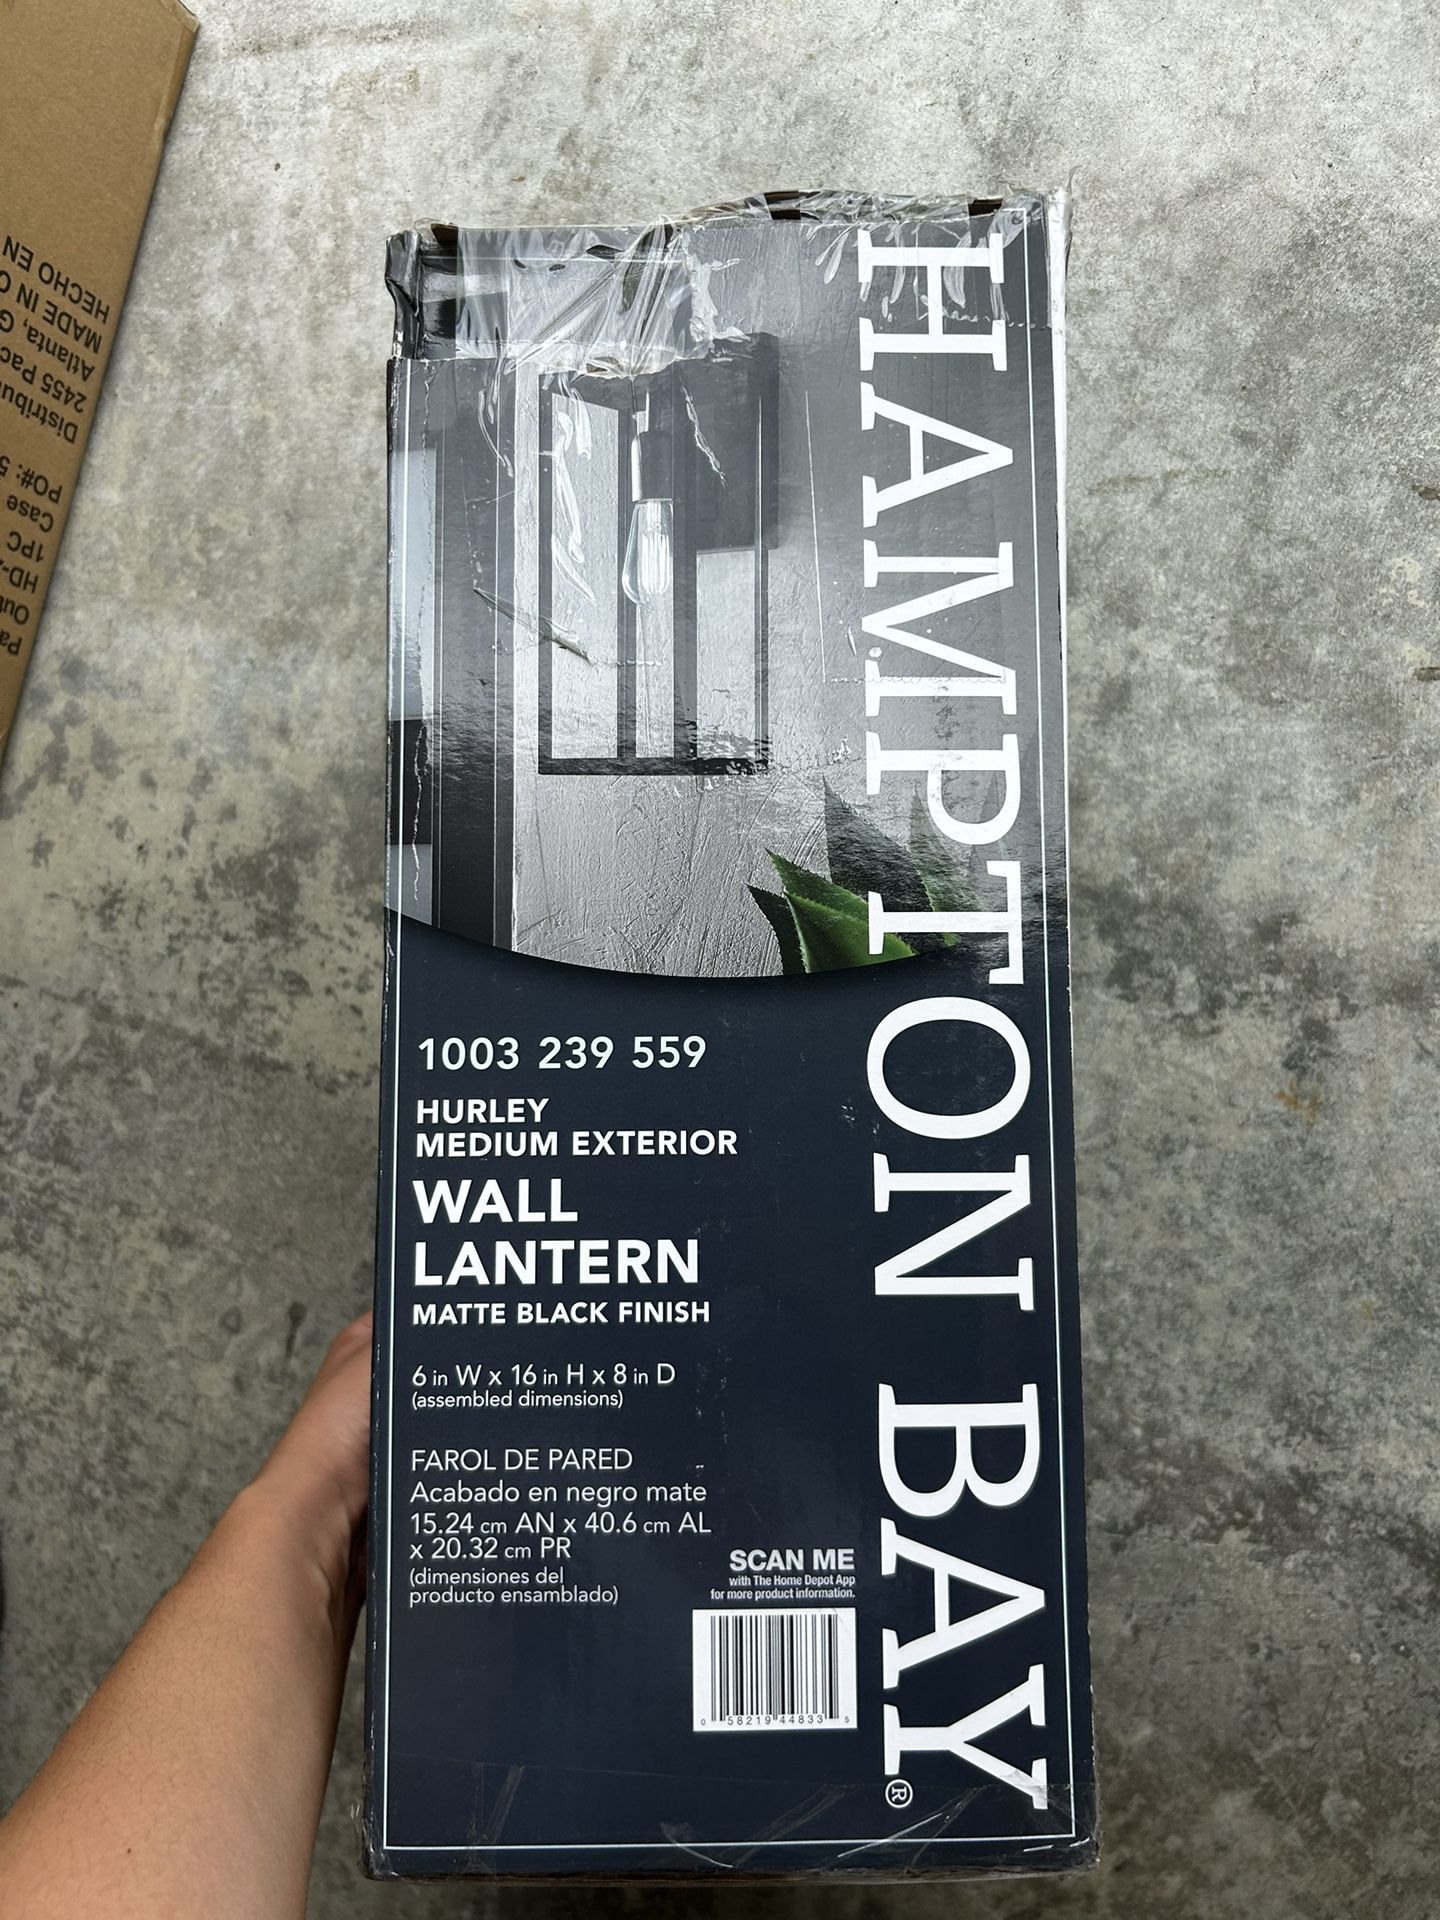 HAMPTON BAY®
1003 239 559
HURLEY
MEDIUM EXTERIOR
WALL
LANTERN
MATTE BLACK FINISH
6 in W x 16 in H x 8 in D
(assembled dimensions)
FAROL DE PARED
Acabado en negro mate
15.24 cm AN x 40.6 cm AL
x 20.32 cm PR
(dimensiones del
producto ensamblado)
SCAN ME
with The Home Depot App
for more product information.
0 58219 44833 5
HD-
1PC
Case
PO#: 5
2455
Atlanta,
MADE IN
HECHO EN